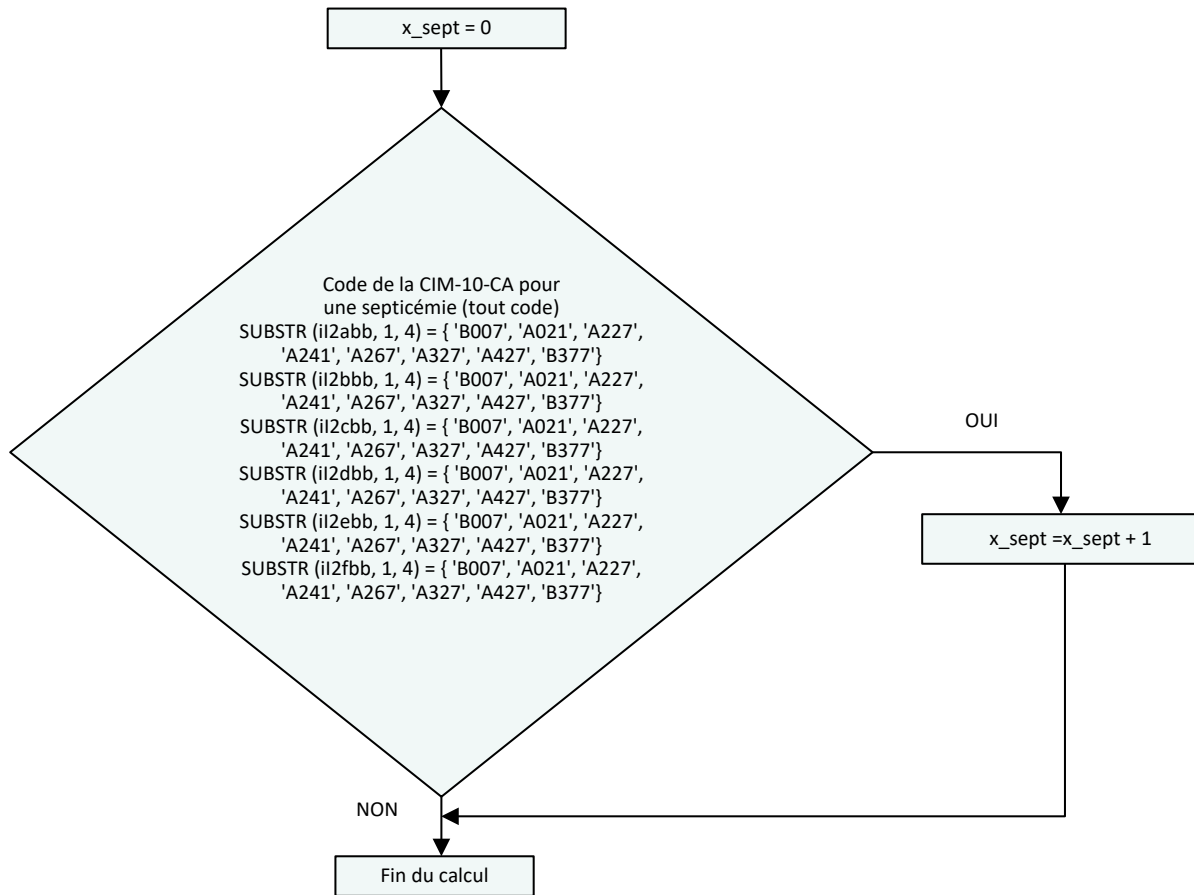 x_sept = 0
Code de la CIM-10-CA pour
une septicémie (tout code)
SUBSTR (iI2abb, 1, 4) = { 'B007', 'A021', 'A227',
'A241', 'A267', 'A327', 'A427', 'B377'}
SUBSTR (iI2bbb, 1, 4) = { 'B007', 'A021', 'A227',
'A241', 'A267', 'A327', 'A427', 'B377'}
SUBSTR (iI2cbb, 1, 4) = { 'B007', 'A021', 'A227',
'A241', 'A267', 'A327', 'A427', 'B377'}
SUBSTR (iI2dbb, 1, 4) = { 'B007', 'A021', 'A227',
'A241', 'A267', 'A327', 'A427', 'B377'}
SUBSTR (iI2ebb, 1, 4) = { 'B007', 'A021', 'A227',
'A241', 'A267', 'A327', 'A427', 'B377'}
SUBSTR (iI2fbb, 1, 4) = { 'B007', 'A021', 'A227',
'A241', 'A267', 'A327', 'A427', 'B377'}
OUI
x_sept =x_sept + 1
NON
Fin du calcul